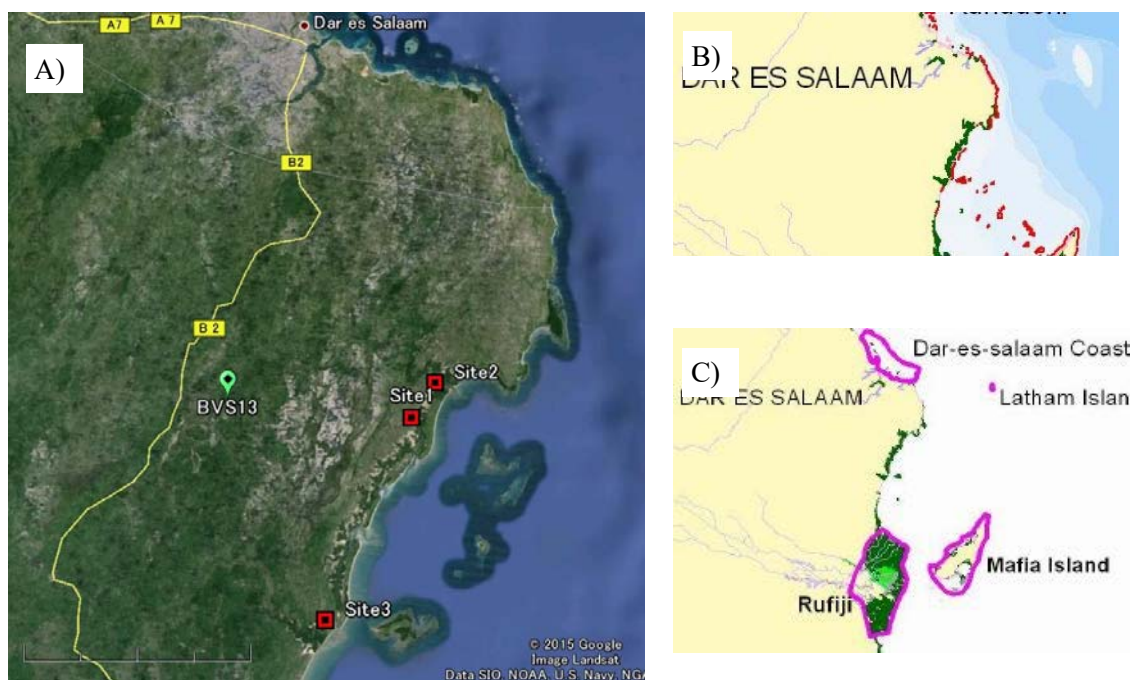 A)
A7
A 7
Dar es Salaam
B2
B 2
BVS13
Site2
Site1
Site3
© 2015 Google
Image Landsat
Data SIO, NOAA, U.S. Navy, NG
B)
DAR ES SALAAM
C)
Dar-es-salaam Coast
DAR ES SALAAM
Latham Islan
Mafia Island
Rufiji